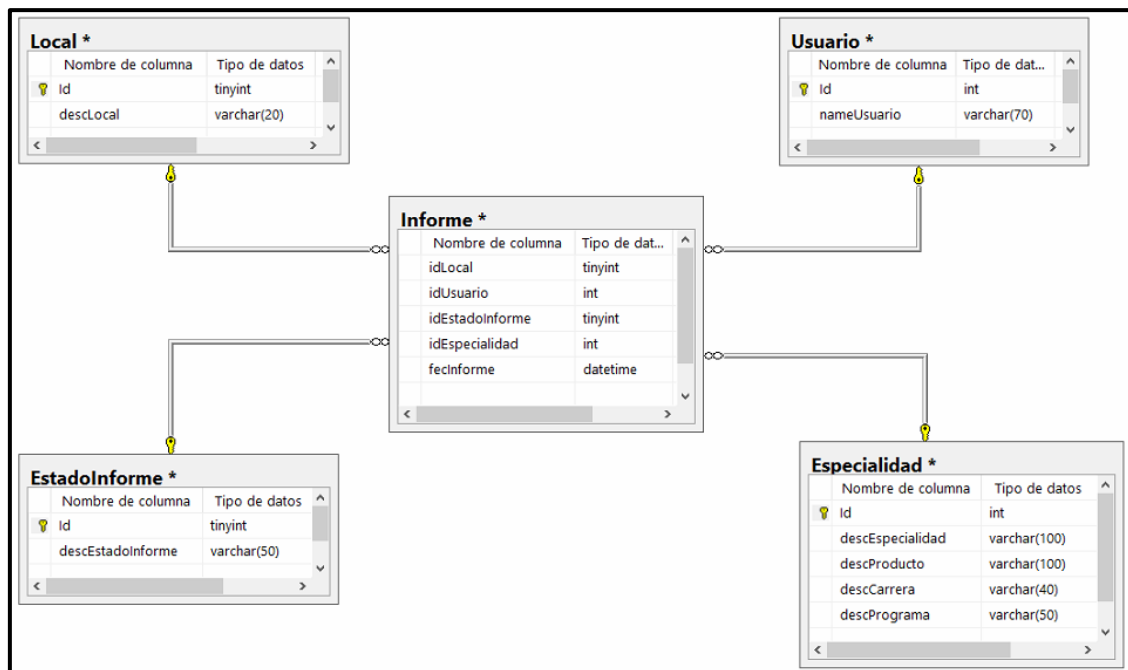 Local *
Nombre de columna Tipo de datos
Id tinyint
descLocal varchar(20)
Usuario *
Nombre de columna Tipo de dat...
Id int
nameUsuario varchar(70)
Informe *
Nombre de columna Tipo de dat...
idLocal tinyint
idUsuario int
idEstadoInforme tinyint
idEspecialidad int
fecInforme datetime
EstadoInforme *
Nombre de columna Tipo de datos
Id tinyint
descEstadoInforme varchar(50)
Especialidad *
Nombre de columna Tipo de datos
Id int
descEspecialidad varchar(100)
descProducto varchar(100)
descCarrera varchar(40)
descPrograma varchar(50)